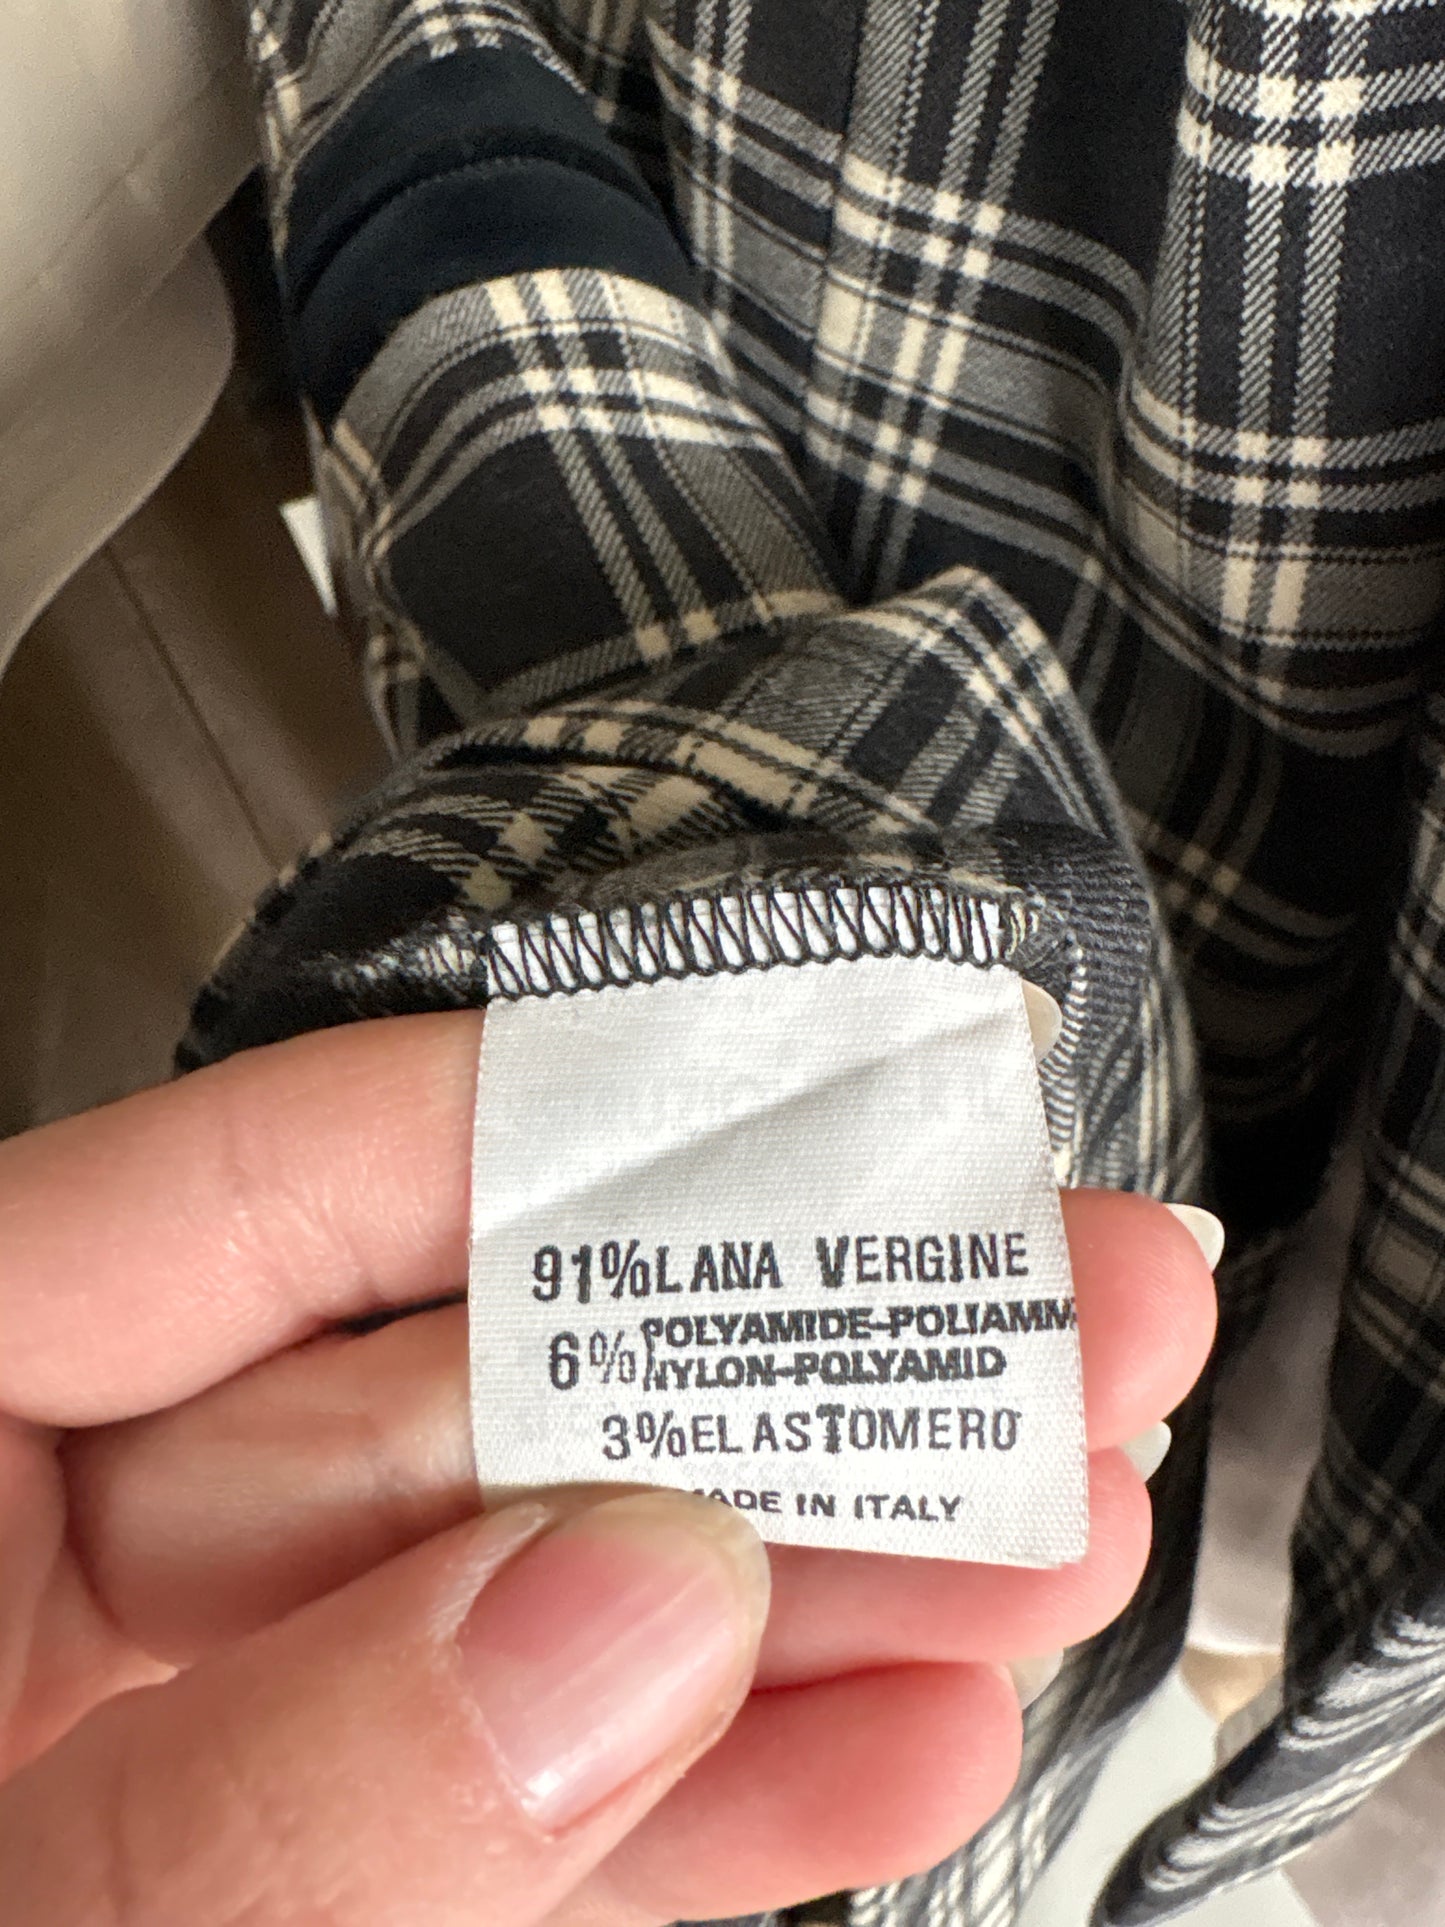 91% LANA VERGINE
6% POLYAMIDE-POLIAMM
NYLON-POLYAMID
3% ELASTOMERO
MADE IN ITALY